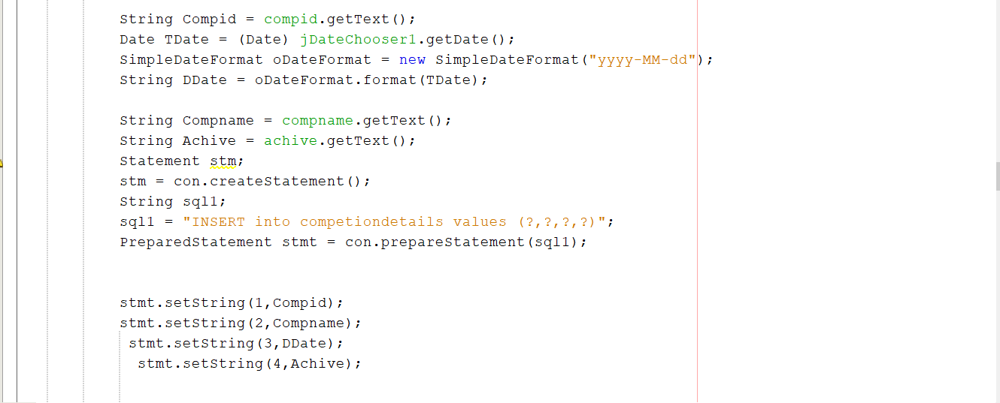 String Compid = compid.getText();
Date TDate = (Date) jDateChooser1.getDate();
SimpleDateFormat oDateFormat = new SimpleDateFormat("yyyy-MM-dd");
String DDate = oDateFormat.format(TDate);
String Compname = compname.getText();
String Achive = achive.getText();
Statement stm;
stm = con.createStatement();
String sql1;
sql1 = "INSERT into competiondetails values (?,?,?,?)";
PreparedStatement stmt = con.prepareStatement(sql1);
stmt.setString(1,Compid);
stmt.setString(2,Compname);
stmt.setString(3,DDate);
stmt.setString(4,Achive);